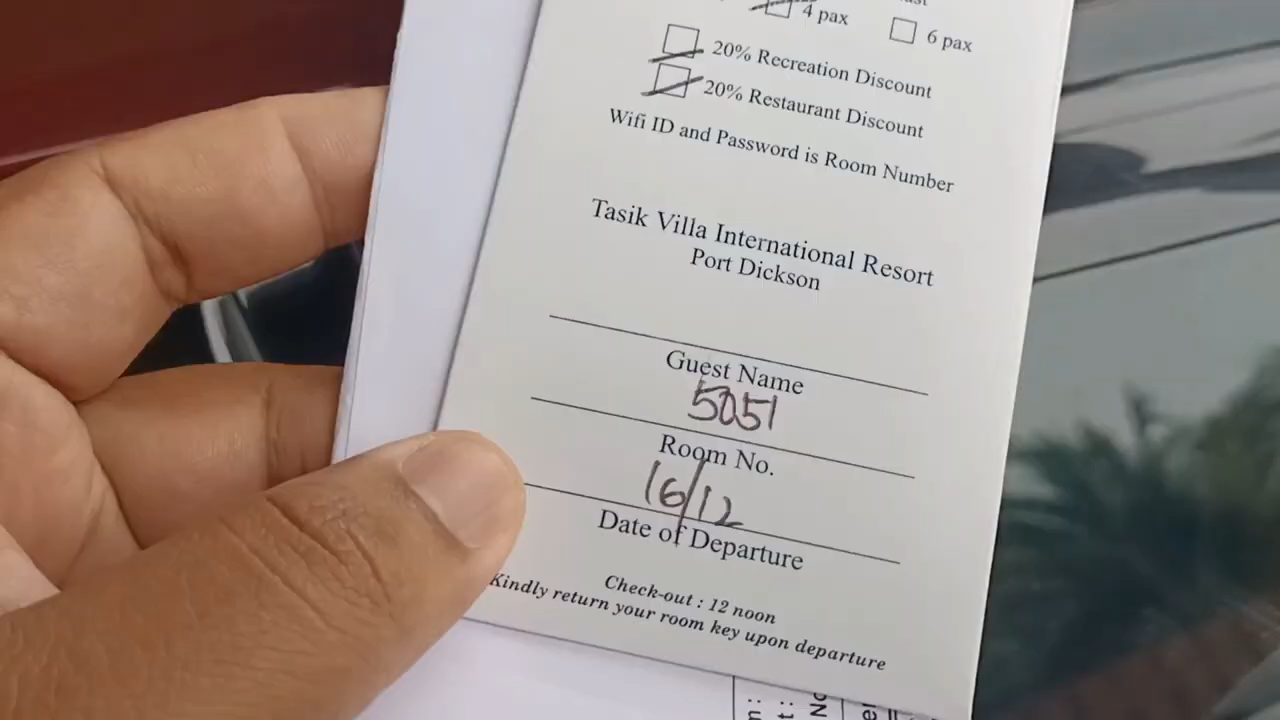 4 pax
6 pax
20% Recreation Discount
20% Restaurant Discount
Wifi ID and Password is Room Number
Tasik Villa International Resort
Port Dickson
Guest Name
5051
Room No.
16/12
Date of Departure
Check-out : 12 noon
Kindly return your room key upon departure